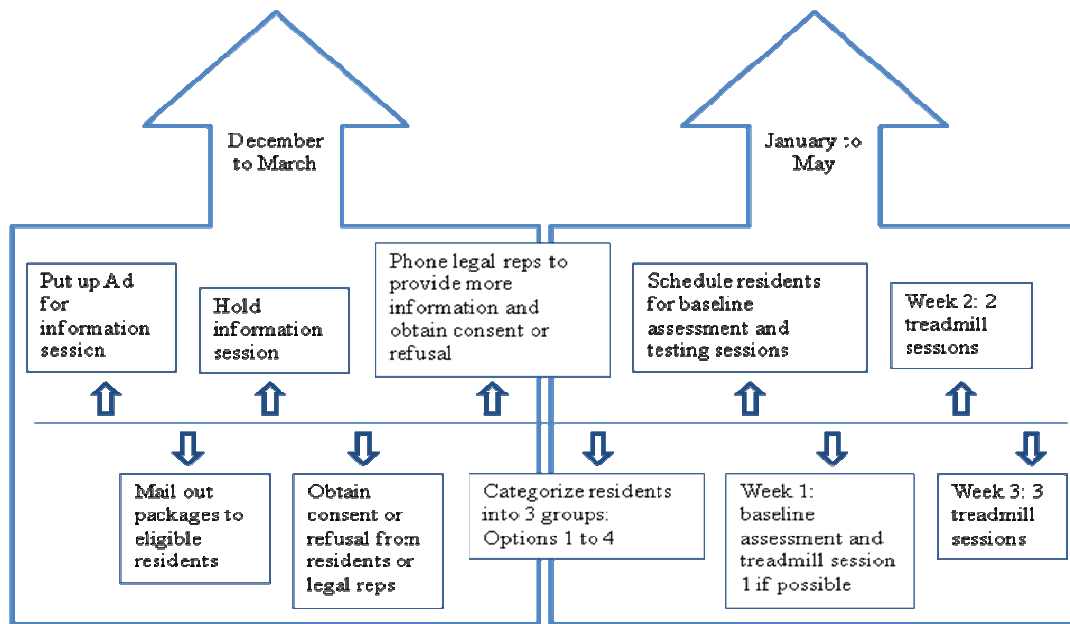 December
to March
January to
May
Put up Ad
for
information
session
Hold
information
session
Phone legal reps to
provide more
information and
obtain consent or
refusal
Schedule residents
for baseline
assessment and
testing sessions
Week 2: 2
treadmill
sessions
Mail out
packages to
eligible
residents
Obtain
consent or
refusal from
residents or
legal reps
Categorize residents
into 3 groups:
Options 1 to 4
Week 1:
baseline
assessment and
treadmill session
1 if possible
Week 3: 3
treadmill
sessions